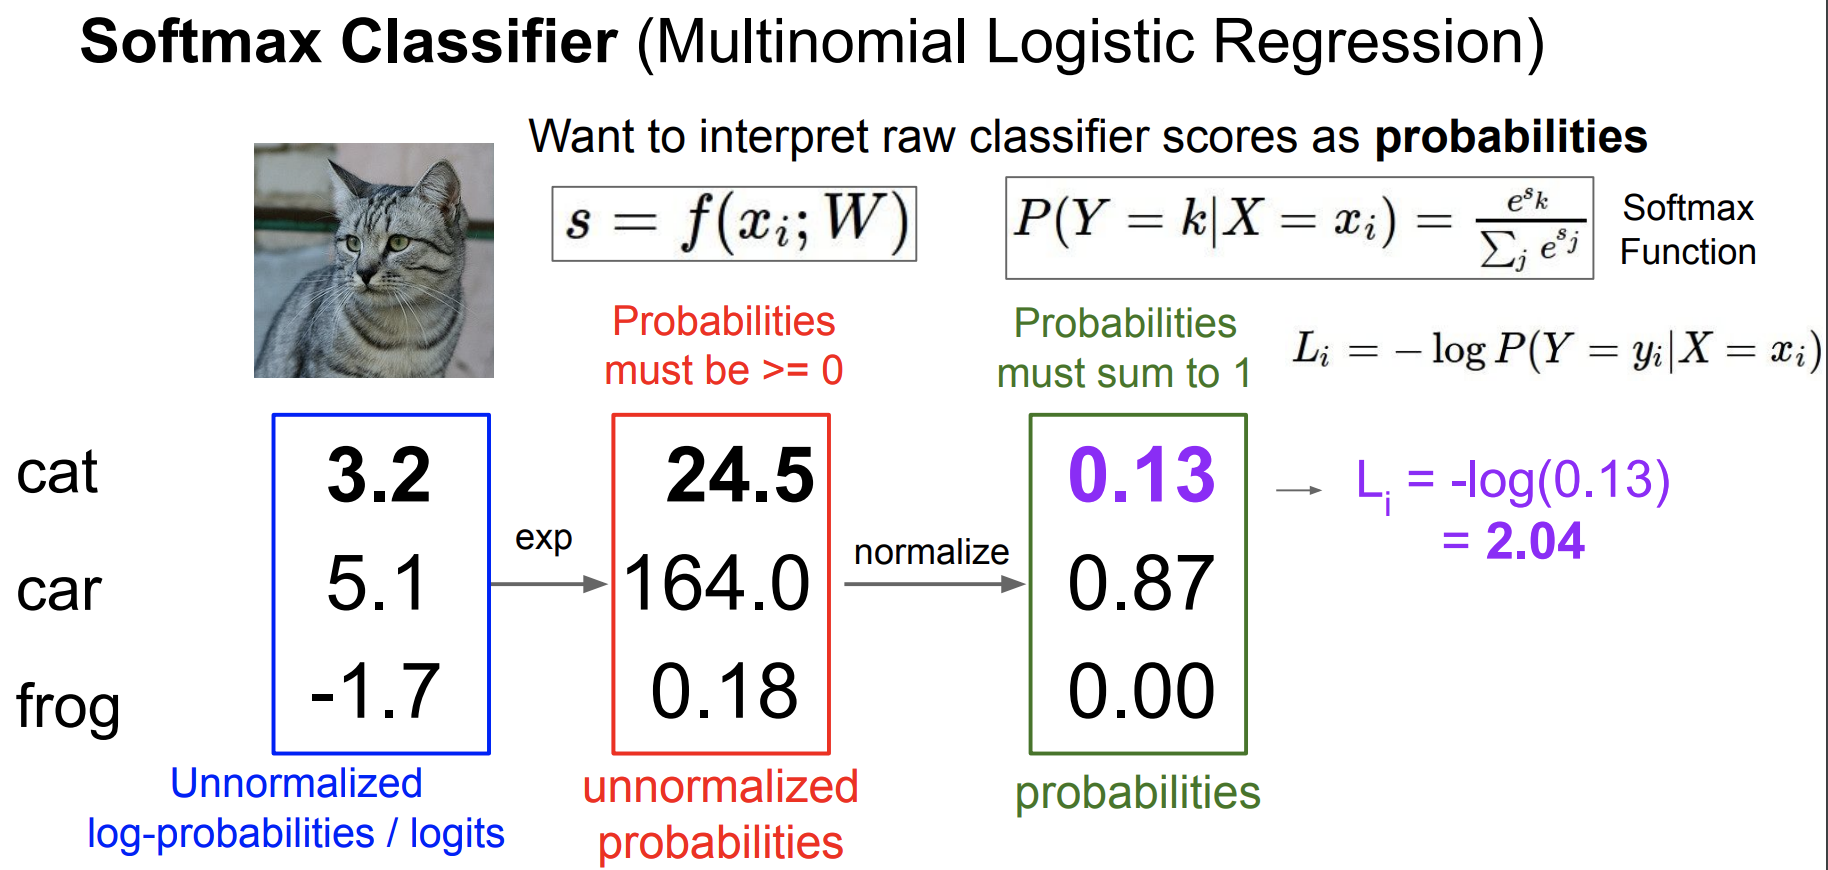 Softmax Classifier (Multinomial Logistic Regression)
Want to interpret raw classifier scores as probabilities
s = f(x_i; W)
P(Y = k|X = x_i) = e^{s_k} / ∑_j e^{s_j}
Softmax
Function
Probabilities
must be >= 0
Probabilities
must sum to 1
L_i = − log P(Y = y_i|X = x_i)
cat 3.2 24.5 0.13 L_i = -log(0.13)
= 2.04
exp
normalize
car 5.1 164.0 0.87
frog -1.7 0.18 0.00
Unnormalized
log-probabilities / logits
unnormalized
probabilities
probabilities